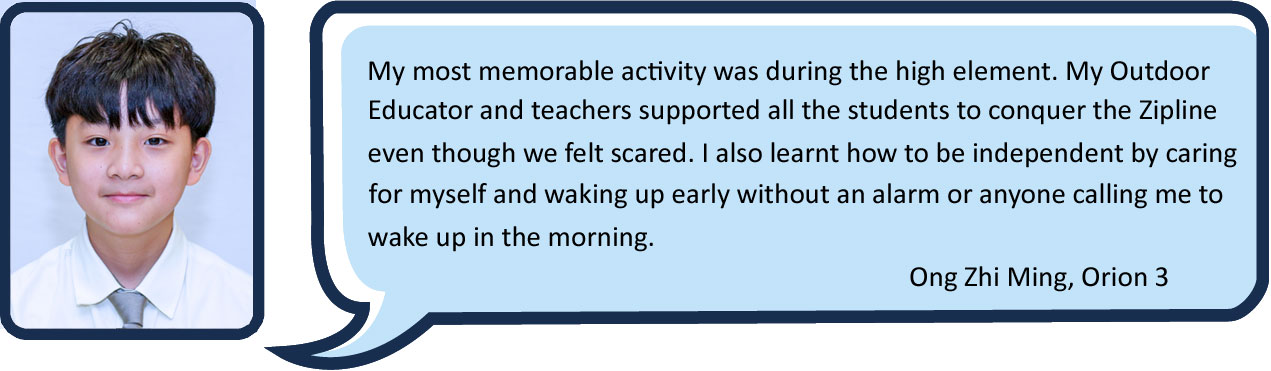 My most memorable activity was during the high element. My Outdoor
Educator and teachers supported all the students to conquer the Zipline
even though we felt scared. I also learnt how to be independent by caring
for myself and waking up early without an alarm or anyone calling me to
wake up in the morning.
Ong Zhi Ming, Orion 3